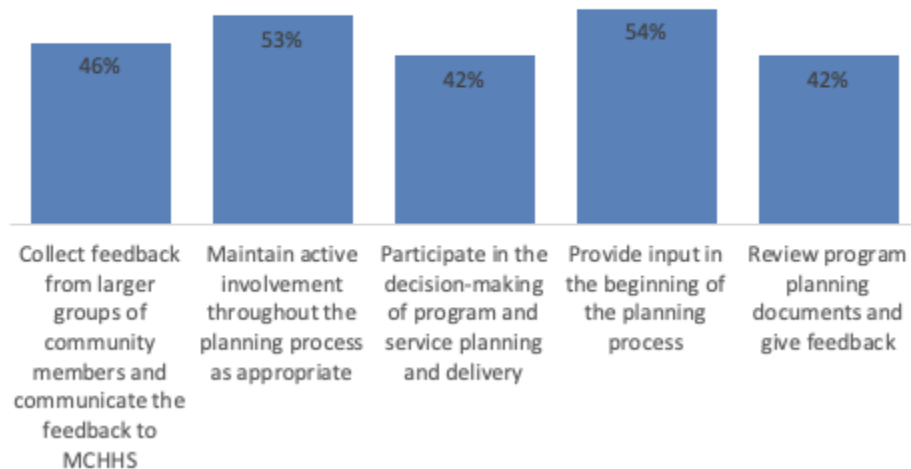 46%
53%
42%
54%
42%
Collect feedback
from larger
groups of
community
members and
communicate the
feedback to
MCHHS
Maintain active
involvement
throughout the
planning process
as appropriate
Participate in the
decision-making
of program and
service planning
and delivery
Provide input in
the beginning of
the planning
process
Review program
planning
documents and
give feedback